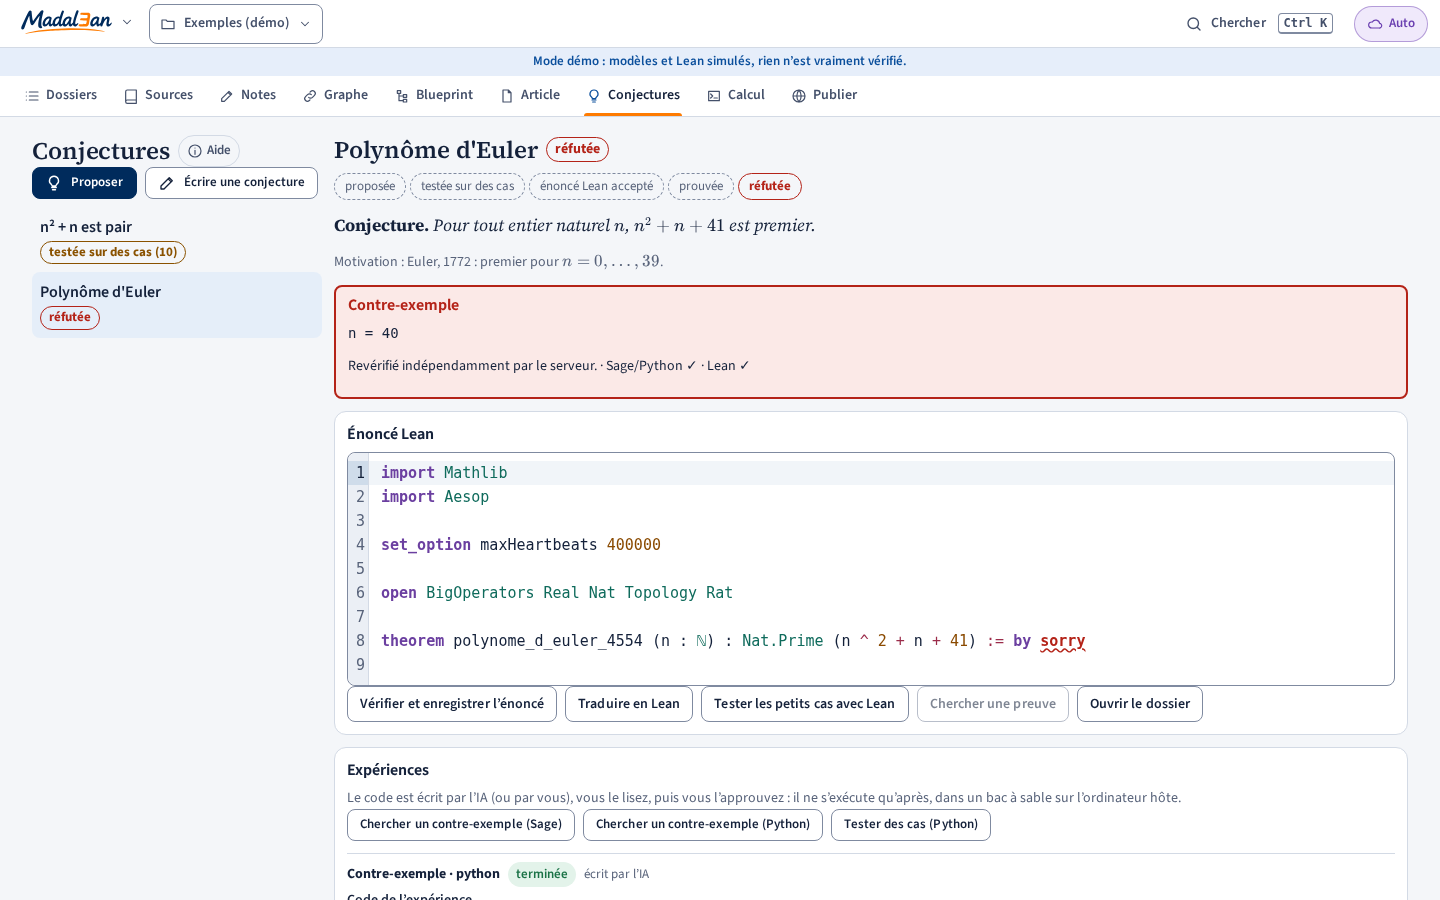 Madal∃an
Exemples (démo)
Chercher
Ctrl K
Auto
Mode démo : modèles et Lean simulés, rien n’est vraiment vérifié.
Dossiers
Sources
Notes
Graphe
Blueprint
Article
Conjectures
Calcul
Publier
Conjectures
Aide
Proposer
Écrire une conjecture
n² + n est pair
testée sur des cas (10)
Polynôme d'Euler
réfutée
Polynôme d'Euler
réfutée
proposée
testée sur des cas
énoncé Lean accepté
prouvée
réfutée
Conjecture. Pour tout entier naturel n, n² + n + 41 est premier.
Motivation : Euler, 1772 : premier pour n = 0, . . . , 39.
Contre-exemple
n = 40
Revérifié indépendamment par le serveur. · Sage/Python ✓ · Lean ✓
Énoncé Lean
1 import Mathlib
2 import Aesop
3
4 set_option maxHeartbeats 400000
5
6 open BigOperators Real Nat Topology Rat
7
8 theorem polynome_d_euler_4554 (n : ℕ) : Nat.Prime (n ^ 2 + n + 41) := by sorry
9
Vérifier et enregistrer l’énoncé
Traduire en Lean
Tester les petits cas avec Lean
Chercher une preuve
Ouvrir le dossier
Expériences
Le code est écrit par l’IA (ou par vous), vous le lisez, puis vous l’approuvez : il ne s’exécute qu’après, dans un bac à sable sur l’ordinateur hôte.
Chercher un contre-exemple (Sage)
Chercher un contre-exemple (Python)
Tester des cas (Python)
Contre-exemple · python
terminée
écrit par l’IA
Code de l’expérience